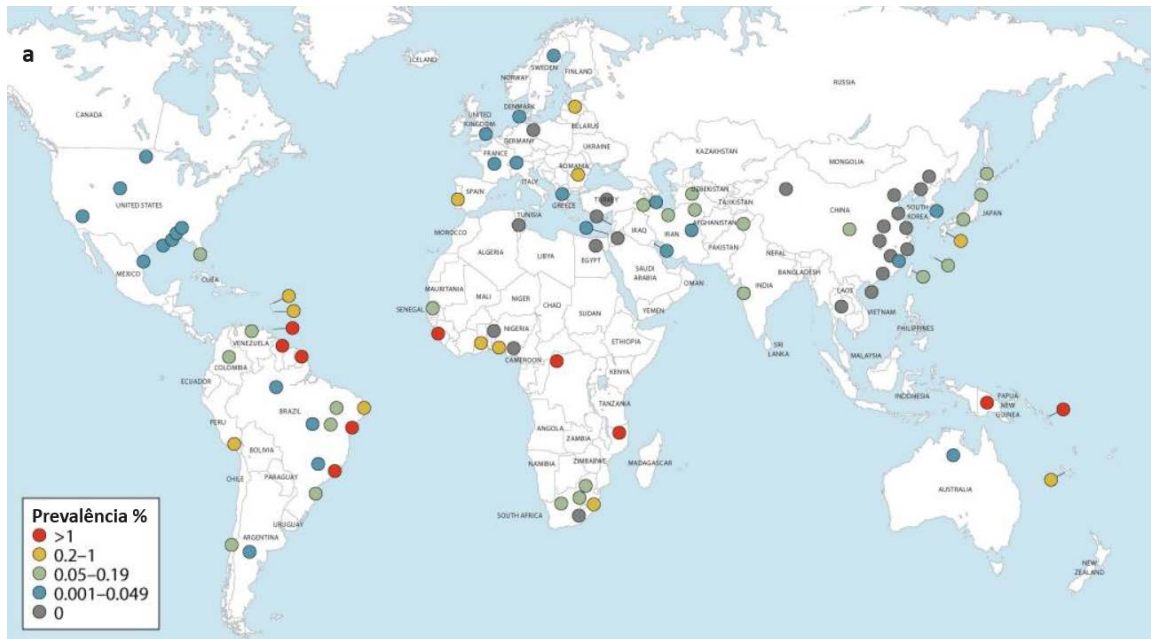 a
ICELAND
SWEDEN
FINLAND
NORWAY
RUSSIA
CANADA
DENMARK
UNITED
KINGDOM
BELARUS
GERMANY
UKRAINE
FRANCE
KAZAKHSTAN
MONGOLIA
ROMANIA
ITALY
UZBEKISTAN
SPAIN
GREECE
TURKEY
TAJIKISTAN
UNITED STATES
CHINA
SOUTH
KOREA
JAPAN
TUNISIA
MOROCCO
IRAQ
IRAN
AFGHANISTAN
ALGERIA
LIBYA
EGYPT
PAKISTAN
NEPAL
MEXICO
CUBA
SAUDI
ARABIA
OMAN
BANGLADESH
INDIA
LAOS
VIETNAM
MAURITANIA
MALI
NIGER
CHAD
SUDAN
YEMEN
SENEGAL
NIGERIA
PHILIPPINES
VENEZUELA
ETHIOPIA
SRI
LANKA
CAMEROON
MALAYSIA
COLOMBIA
KENYA
ECUADOR
INDONESIA
PAPUA
NEW
GUINEA
BRAZIL
TANZANIA
PERU
ANGOLA
ZAMBIA
BOLIVIA
NAMIBIA
ZIMBABWE
MADAGASCAR
CHILE
PARAGUAY
AUSTRALIA
SOUTH AFRICA
URUGUAY
ARGENTINA
NEW
ZEALAND
Prevalência %
>1
0.2–1
0.05–0.19
0.001–0.049
0